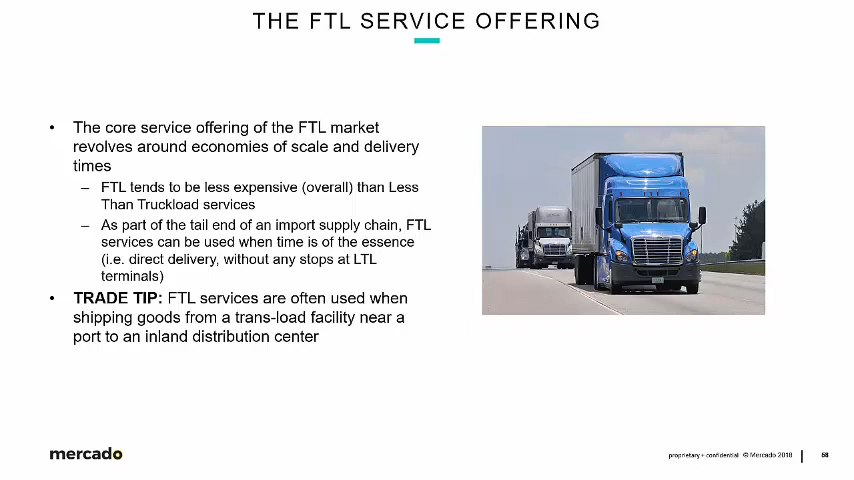 THE FTL SERVICE OFFERING
• The core service offering of the FTL market
revolves around economies of scale and delivery
times
– FTL tends to be less expensive (overall) than Less
Than Truckload services
– As part of the tail end of an import supply chain, FTL
services can be used when time is of the essence
(i.e. direct delivery, without any stops at LTL
terminals)
• TRADE TIP: FTL services are often used when
shipping goods from a trans-load facility near a
port to an inland distribution center
mercado
proprietary + confidential © Mercado 2018 | 68